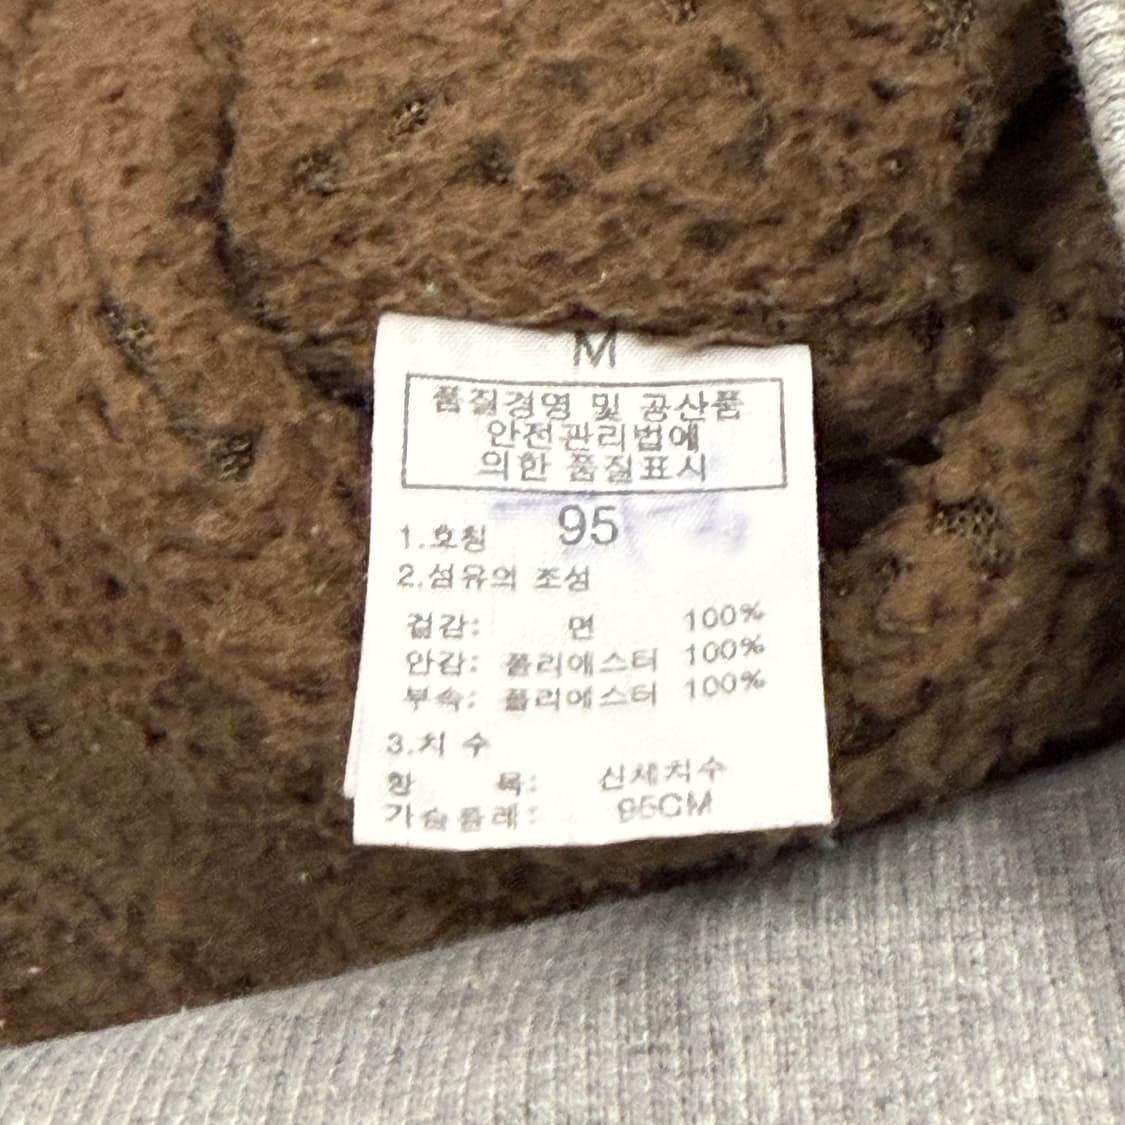 M
품질경영 및 공산품
안전관리법에
의한 품질표시
1.호칭 95
2.섬유의 조성
겉감: 면 100%
안감: 폴리에스터 100%
부속: 폴리에스터 100%
3.치 수
항 목: 신체치수
가슴둘레: 95CM